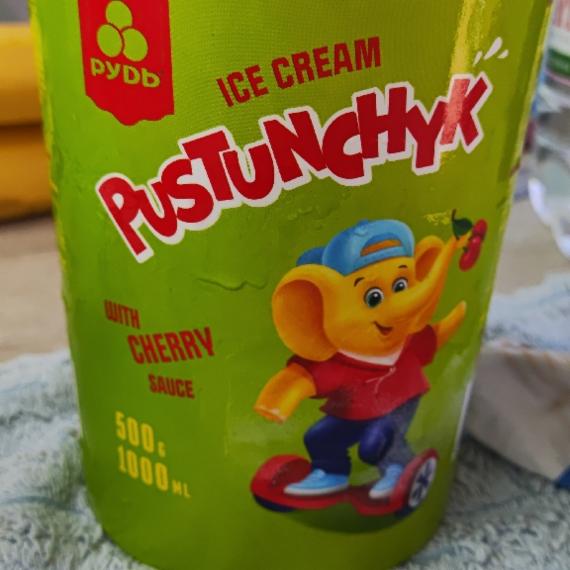 РУДЬ
ICE CREAM
PUSTUNCHYK
WITH
CHERRY
SAUCE
500G
1000ML